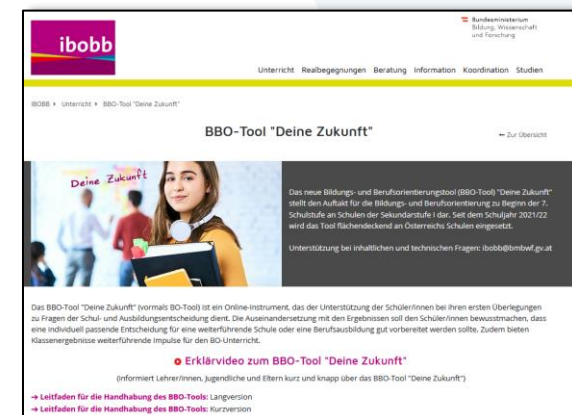 ibobb
Bundesministerium
Bildung, Wissenschaft
und Forschung
Unterricht Realbegegnungen Beratung Information Koordination Studien
IBOBB ▸ Unterricht ▸ BBO-Tool "Deine Zukunft"
BBO-Tool "Deine Zukunft"
← Zur Übersicht
Deine Zukunft
Das neue Bildungs- und Berufsorientierungstool (BBO-Tool) "Deine Zukunft"
stellt den Auftakt für die Bildungs- und Berufsorientierung zu Beginn der 7.
Schulstufe an Schulen der Sekundarstufe I dar. Seit dem Schuljahr 2021/22
wird das Tool flächendeckend an Österreichs Schulen eingesetzt.
Unterstützung bei inhaltlichen und technischen Fragen: ibobb@bmbwf.gv.at
Das BBO-Tool "Deine Zukunft" (vormals BO-Tool) ist ein Online-Instrument, das der Unterstützung der Schüler/innen bei ihren ersten Überlegungen
zu Fragen der Schul- und Ausbildungsentscheidung dient. Die Auseinandersetzung mit den Ergebnissen soll den Schüler/innen bewusstmachen, dass
eine individuell passende Entscheidung für eine weiterführende Schule oder eine Berufsausbildung gut vorbereitet werden sollte. Zudem bieten
Klassenergebnisse weiterführende Impulse für den BO-Unterricht.
Erklärvideo zum BBO-Tool "Deine Zukunft"
(informiert Lehrer/innen, Jugendliche und Eltern kurz und knapp über das BBO-Tool "Deine Zukunft")
→ Leitfaden für die Handhabung des BBO-Tools: Langversion
→ Leitfaden für die Handhabung des BBO-Tools: Kurzversion